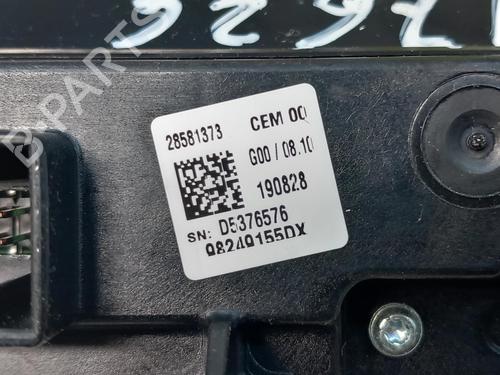 28581373 CEM 00
G00 / 08.10
190828
SN: D5376576
98249155DX